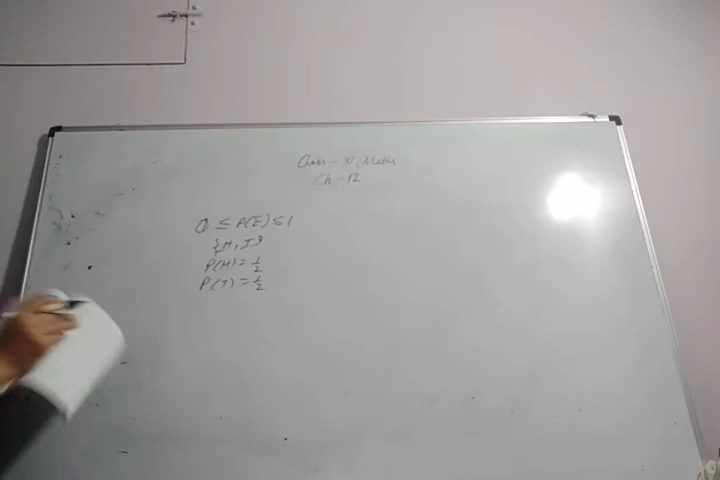 Class - XI, Maths
Ch - 12
0 ≤ P(E) ≤ 1
{H, T}
P(H) = 1/2
P(T) = 1/2